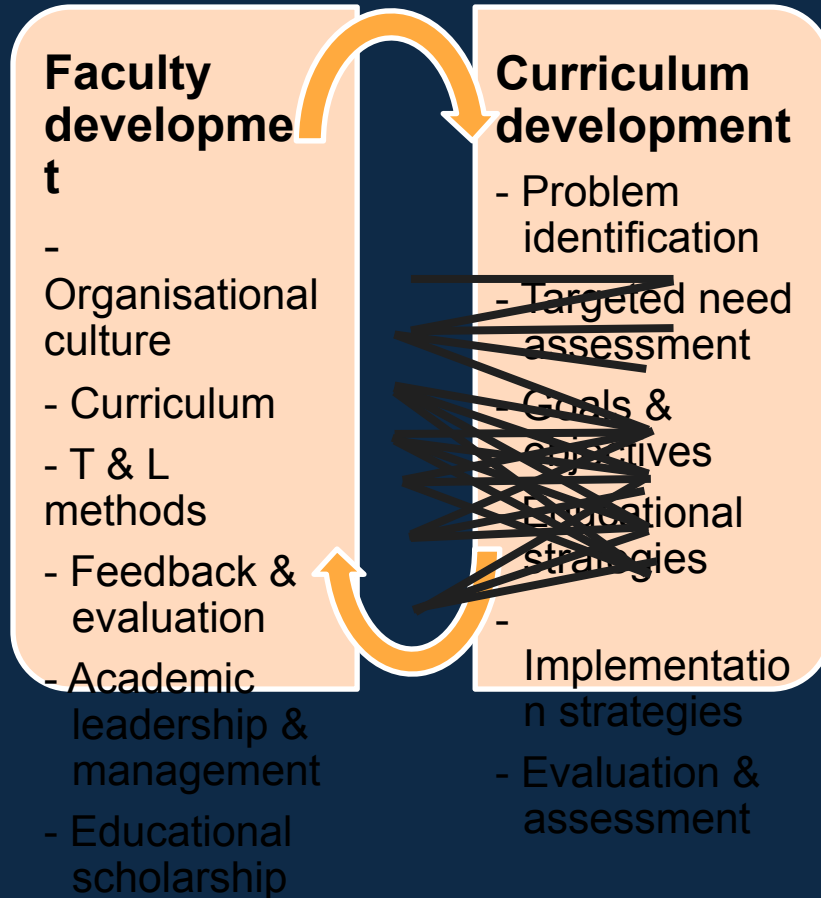 Faculty
developme
t
-
Organisational
culture
- Curriculum
- T & L
methods
- Feedback &
evaluation
- Academic
leadership &
management
- Educational
scholarship
Curriculum
development
- Problem
identification
- Targeted need
assessment
- Goals &
objectives
- Educational
strategies
-
Implementatio
n strategies
- Evaluation &
assessment